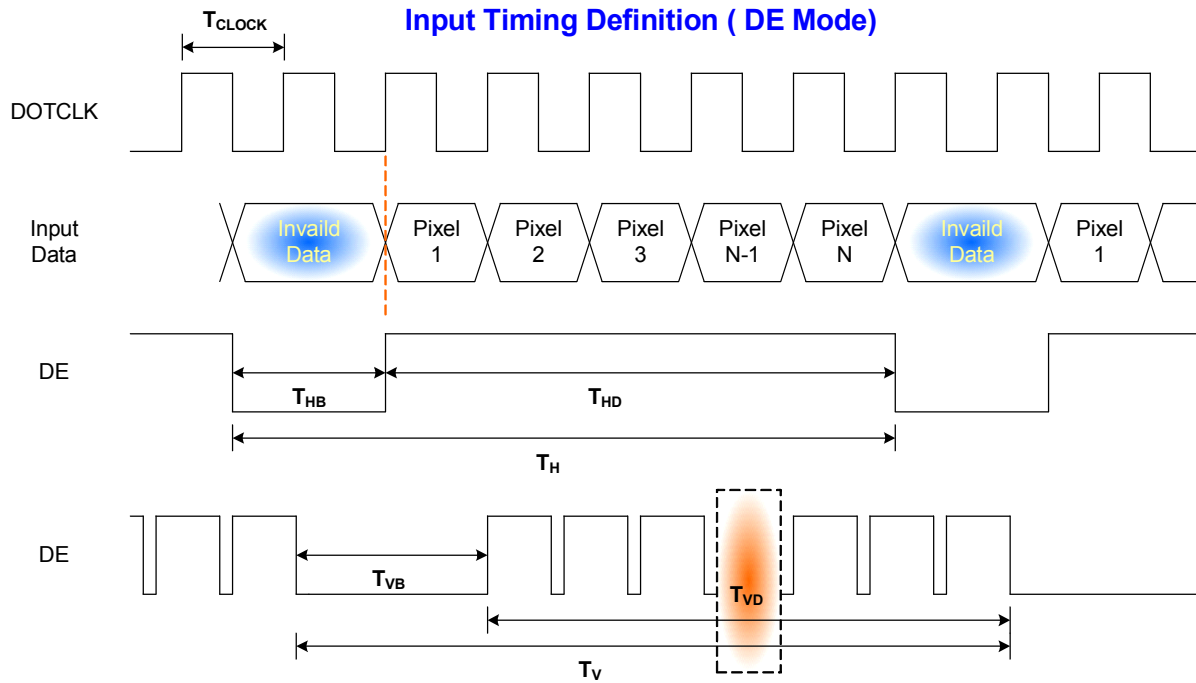 Input Timing Definition ( DE Mode)
TCLOCK
DOTCLK
Input
Data
Invaild
Data
Pixel
1
Pixel
2
Pixel
3
Pixel
N-1
Pixel
N
Invaild
Data
Pixel
1
DE
THB
THD
TH
DE
TVB
TVD
TV